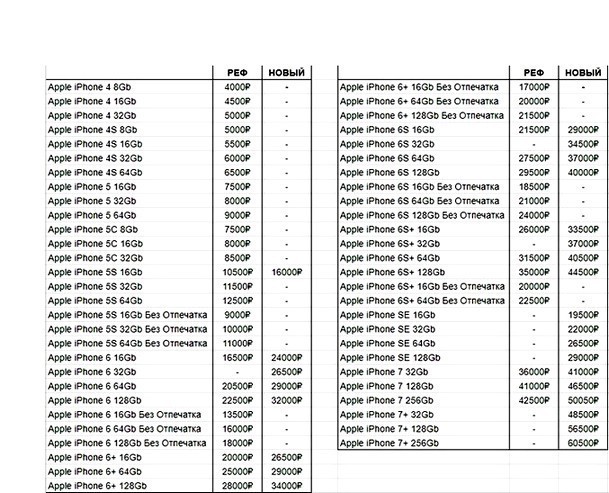 РЕФ НОВЫЙ
Apple iPhone 4 8Gb 4000₽ -
Apple iPhone 4 16Gb 4500₽ -
Apple iPhone 4 32Gb 5000₽ -
Apple iPhone 4S 8Gb 5000₽ -
Apple iPhone 4S 16Gb 5500₽ -
Apple iPhone 4S 32Gb 6000₽ -
Apple iPhone 4S 64Gb 6500₽ -
Apple iPhone 5 16Gb 7500₽ -
Apple iPhone 5 32Gb 8000₽ -
Apple iPhone 5 64Gb 9000₽ -
Apple iPhone 5C 8Gb 7500₽ -
Apple iPhone 5C 16Gb 8000₽ -
Apple iPhone 5C 32Gb 8500₽ -
Apple iPhone 5S 16Gb 10500₽ 16000₽
Apple iPhone 5S 32Gb 11500₽ -
Apple iPhone 5S 64Gb 12500₽ -
Apple iPhone 5S 16Gb Без Отпечатка 9000₽ -
Apple iPhone 5S 32Gb Без Отпечатка 10000₽ -
Apple iPhone 5S 64Gb Без Отпечатка 11000₽ -
Apple iPhone 6 16Gb 16500₽ 24000₽
Apple iPhone 6 32Gb - 26500₽
Apple iPhone 6 64Gb 20500₽ 29000₽
Apple iPhone 6 128Gb 22500₽ 32000₽
Apple iPhone 6 16Gb Без Отпечатка 13500₽ -
Apple iPhone 6 64Gb Без Отпечатка 16000₽ -
Apple iPhone 6 128Gb Без Отпечатка 18000₽ -
Apple iPhone 6+ 16Gb 20000₽ 26500₽
Apple iPhone 6+ 64Gb 25000₽ 29000₽
Apple iPhone 6+ 128Gb 28000₽ 34000₽
РЕФ НОВЫЙ
Apple iPhone 6+ 16Gb Без Отпечатка 17000₽ -
Apple iPhone 6+ 64Gb Без Отпечатка 20000₽ -
Apple iPhone 6+ 128Gb Без Отпечатка 21500₽ -
Apple iPhone 6S 16Gb 21500₽ 29000₽
Apple iPhone 6S 32Gb - 34500₽
Apple iPhone 6S 64Gb 27500₽ 37000₽
Apple iPhone 6S 128Gb 29500₽ 40000₽
Apple iPhone 6S 16Gb Без Отпечатка 18500₽ -
Apple iPhone 6S 64Gb Без Отпечатка 21000₽ -
Apple iPhone 6S 128Gb Без Отпечатка 24000₽ -
Apple iPhone 6S+ 16Gb 26000₽ 33500₽
Apple iPhone 6S+ 32Gb - 37000₽
Apple iPhone 6S+ 64Gb 31500₽ 40500₽
Apple iPhone 6S+ 128Gb 35000₽ 44500₽
Apple iPhone 6S+ 16Gb Без Отпечатка 20000₽ -
Apple iPhone 6S+ 64Gb Без Отпечатка 22500₽ -
Apple iPhone SE 16Gb - 19500₽
Apple iPhone SE 32Gb - 22000₽
Apple iPhone SE 64Gb - 26500₽
Apple iPhone SE 128Gb - 29000₽
Apple iPhone 7 32Gb 36000₽ 41000₽
Apple iPhone 7 128Gb 41000₽ 46500₽
Apple iPhone 7 256Gb 42500₽ 50050₽
Apple iPhone 7+ 32Gb - 48500₽
Apple iPhone 7+ 128Gb - 56500₽
Apple iPhone 7+ 256Gb - 60500₽